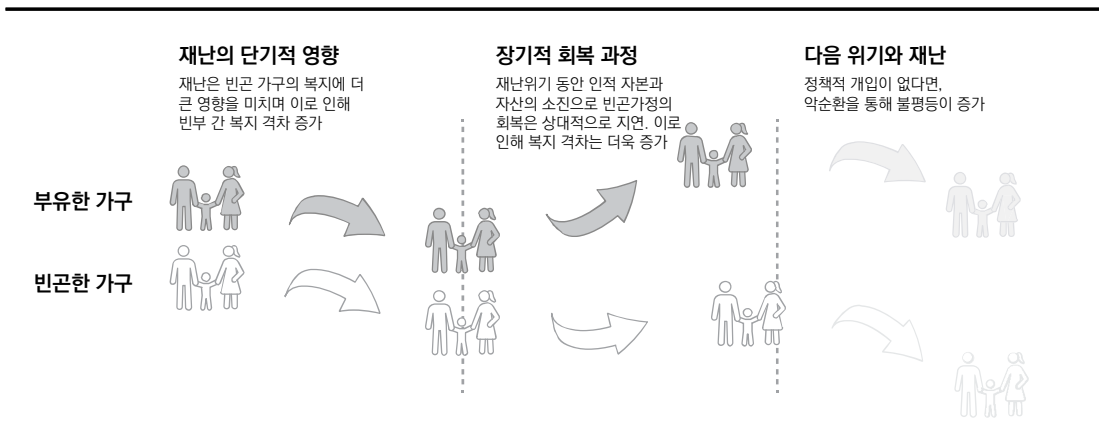 재난의 단기적 영향
재난은 빈곤 가구의 복지에 더
큰 영향을 미치며 이로 인해
빈부 간 복지 격차 증가
장기적 회복 과정
재난위기 동안 인적 자본과
자산의 소진으로 빈곤가정의
회복은 상대적으로 지연. 이로
인해 복지 격차는 더욱 증가
다음 위기와 재난
정책적 개입이 없다면,
악순환을 통해 불평등이 증가
부유한 가구
빈곤한 가구